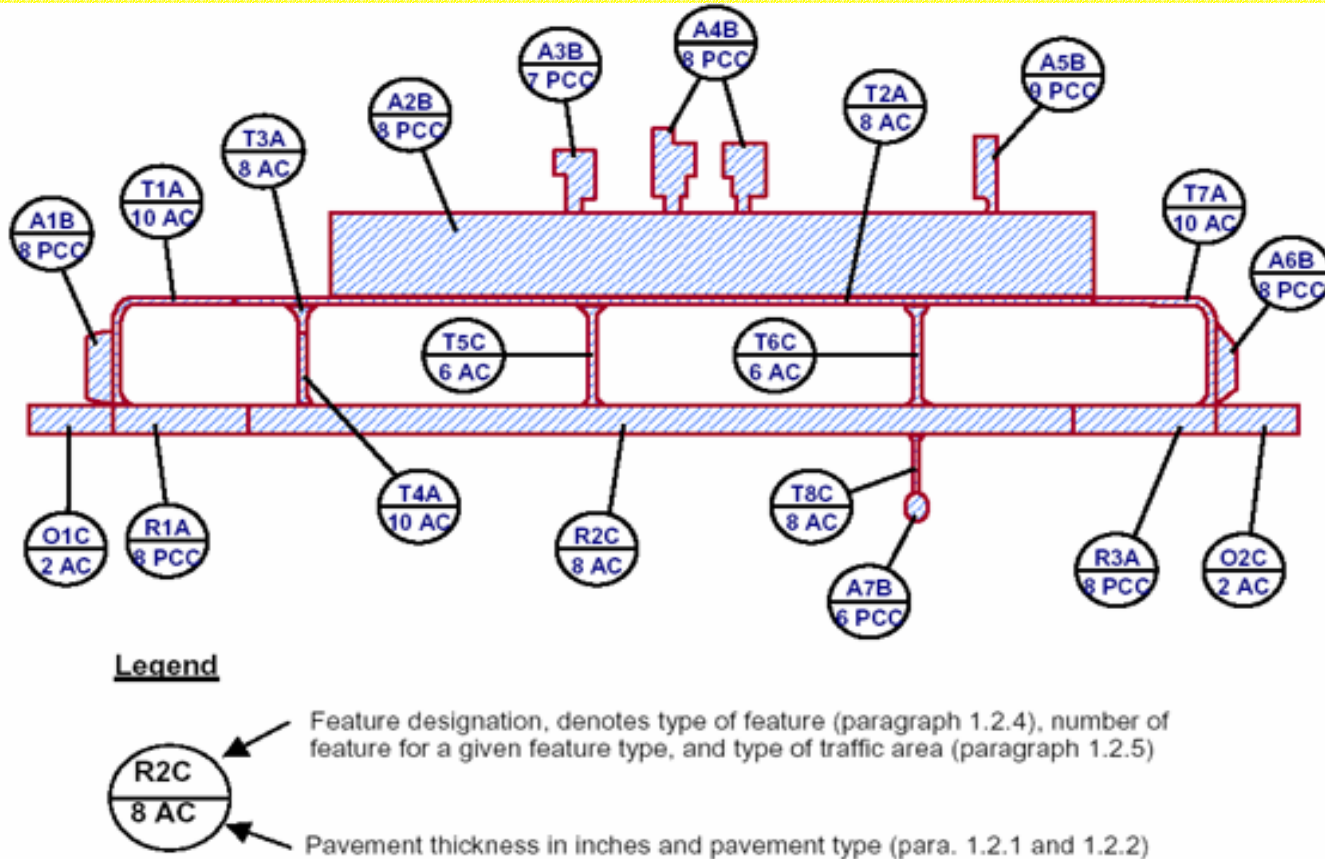 A4B
8 PCC
A3B
7 PCC
A5B
9 PCC
A2B
8 PCC
T2A
8 AC
T3A
8 AC
T1A
10 AC
T7A
10 AC
A1B
8 PCC
A6B
8 PCC
T5C
6 AC
T6C
6 AC
O1C
2 AC
R1A
8 PCC
T4A
10 AC
R2C
8 AC
T8C
8 AC
A7B
6 PCC
R3A
8 PCC
O2C
2 AC
Legend
Feature designation, denotes type of feature (paragraph 1.2.4), number of
feature for a given feature type, and type of traffic area (paragraph 1.2.5)
R2C
8 AC
Pavement thickness in inches and pavement type (para. 1.2.1 and 1.2.2)